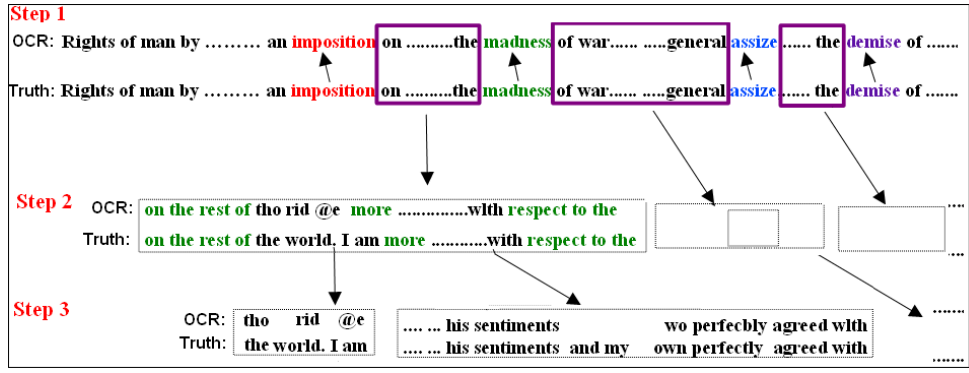 Step 1
OCR: Rights of man by ......... an imposition on ..........the madness of war...... .....general assize ...... the demise of .......
Truth: Rights of man by ......... an imposition on ..........the madness of war...... .....general assize ...... the demise of .......
Step 2
OCR: on the rest of tho rid @e more ..............wlth respect to the
....
Truth: on the rest of the world. I am more ...........with respect to the
......
Step 3
......
OCR: tho rid @e .... ... his sentiments wo perfecbly agreed wlth
Truth: the world. I am .... ... his sentiments and my own perfectly agreed with
......